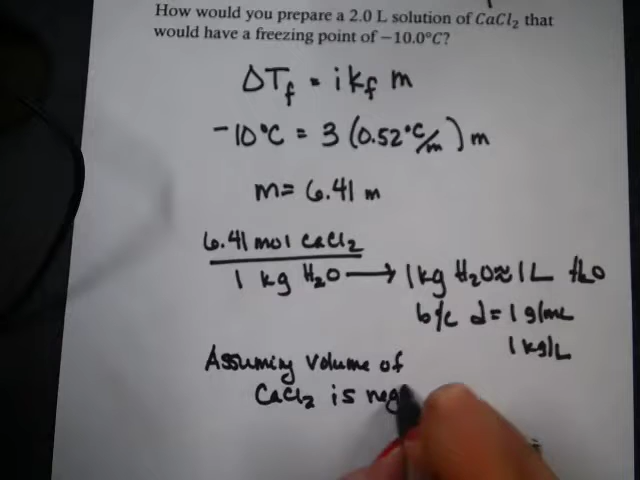 How would you prepare a 2.0 L solution of CaCl₂ that
would have a freezing point of −10.0°C?
ΔTf = i kf m
-10°C = 3 (0.52°C/m) m
m = 6.41 m
6.41 mol CaCl₂
1 kg H₂O → 1 kg H₂O ≈ 1 L H₂O
b/c d = 1 g/mL
1 kg/L
Assuming volume of
CaCl₂ is neg